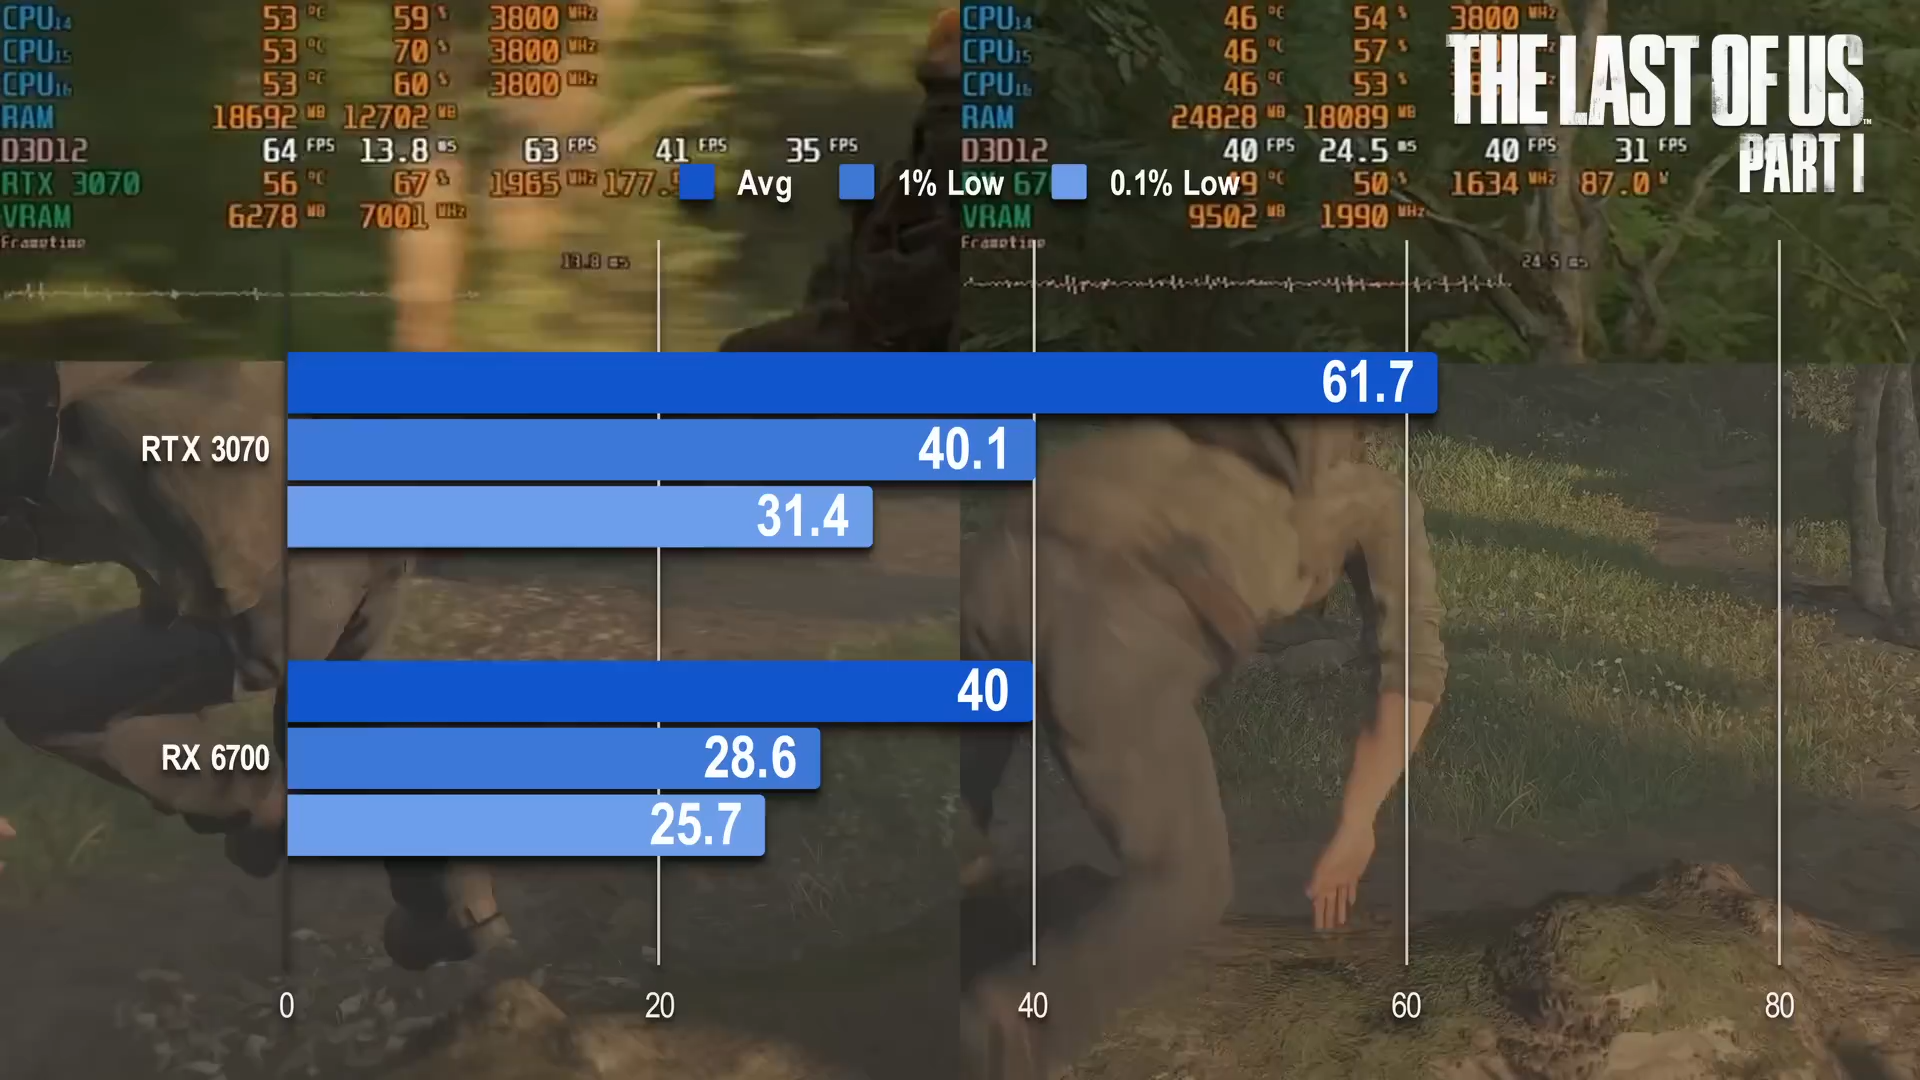 CPU14 53 °C 59 % 3800 MHz
CPU15 53 °C 70 % 3800 MHz
CPU16 53 °C 60 % 3800 MHz
RAM 18692 MB 12702 MB
D3D12 64 FPS 13.8 ms 63 FPS 41 FPS 35 FPS
RTX 3070 56 °C 67 % 1965 MHz 177.5
VRAM 6278 MB 7001 MHz
Frametime
13.8 ms
CPU14 46 °C 54 % 3800 MHz
CPU15 46 °C 57 %
CPU16 46 °C 53 %
RAM 24828 MB 18089 MB
D3D12 40 FPS 24.5 ms 40 FPS 31 FPS
RX 67 50 % 1634 MHz 87.0 W
VRAM 9502 MB 1990 MHz
Frametime
24.5 ms
THE LAST OF US™
PART I
Avg 1% Low 0.1% Low
61.7
RTX 3070 40.1
31.4
40
RX 6700 28.6
25.7
0 20 40 60 80